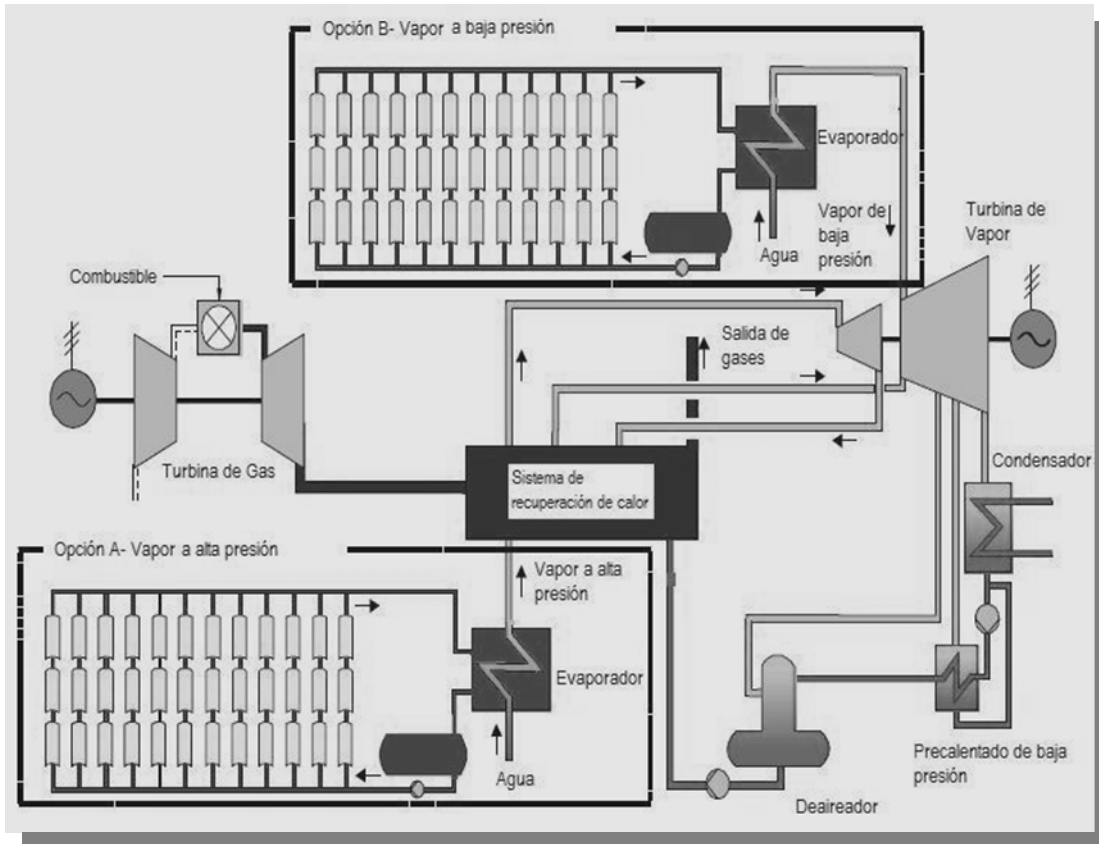 Opción B- Vapor a baja presión
Evaporador
Vapor de
baja
presión
Agua
Turbina de
Vapor
Combustible
Salida de
gases
Turbina de Gas
Sistema de
recuperación de calor
Condensador
Opción A- Vapor a alta presión
Vapor a alta
presión
Evaporador
Agua
Precalentado de baja
presión
Deaireador